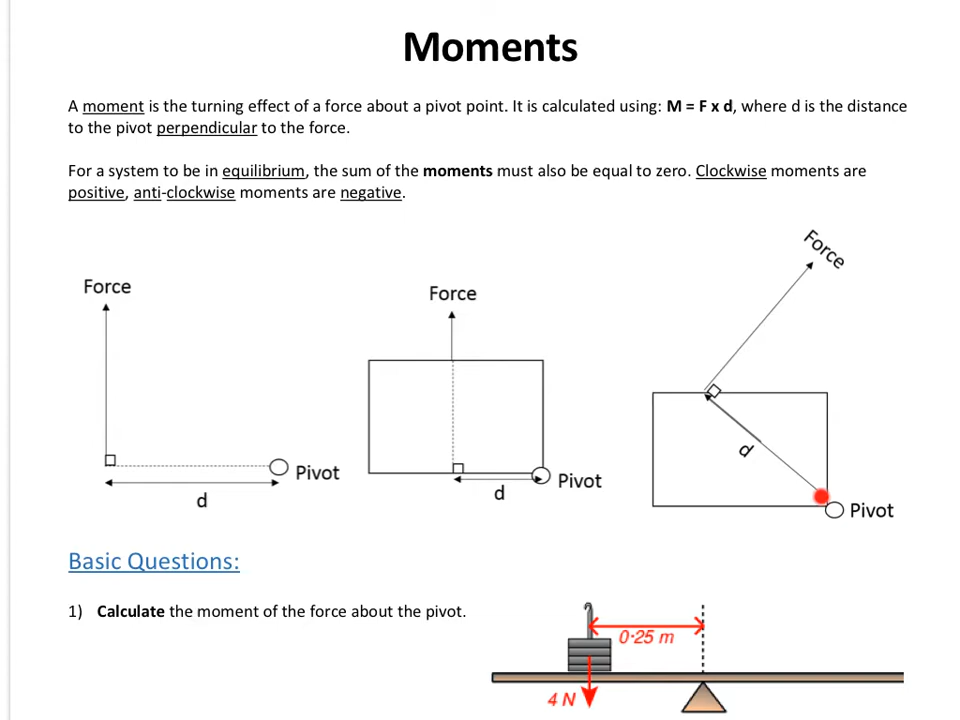 Moments
A moment is the turning effect of a force about a pivot point. It is calculated using: M = F x d, where d is the distance
to the pivot perpendicular to the force.
For a system to be in equilibrium, the sum of the moments must also be equal to zero. Clockwise moments are
positive, anti-clockwise moments are negative.
Force
Pivot
d
Force
Pivot
d
Force
d
Pivot
Basic Questions:
1) Calculate the moment of the force about the pivot.
0·25 m
4 N